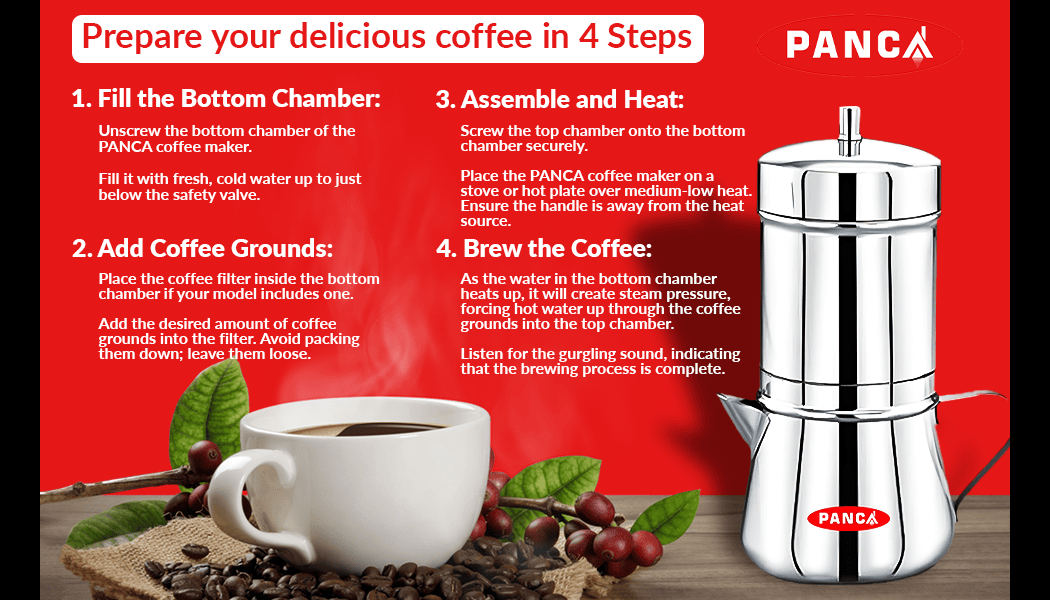 Prepare your delicious coffee in 4 Steps
PANCA
1. Fill the Bottom Chamber:
Unscrew the bottom chamber of the
PANCA coffee maker.
Fill it with fresh, cold water up to just
below the safety valve.
2. Add Coffee Grounds:
Place the coffee filter inside the bottom
chamber if your model includes one.
Add the desired amount of coffee
grounds into the filter. Avoid packing
them down; leave them loose.
3. Assemble and Heat:
Screw the top chamber onto the bottom
chamber securely.
Place the PANCA coffee maker on a
stove or hot plate over medium-low heat.
Ensure the handle is away from the heat
source.
4. Brew the Coffee:
As the water in the bottom chamber
heats up, it will create steam pressure,
forcing hot water up through the coffee
grounds into the top chamber.
Listen for the gurgling sound, indicating
that the brewing process is complete.
PANCA